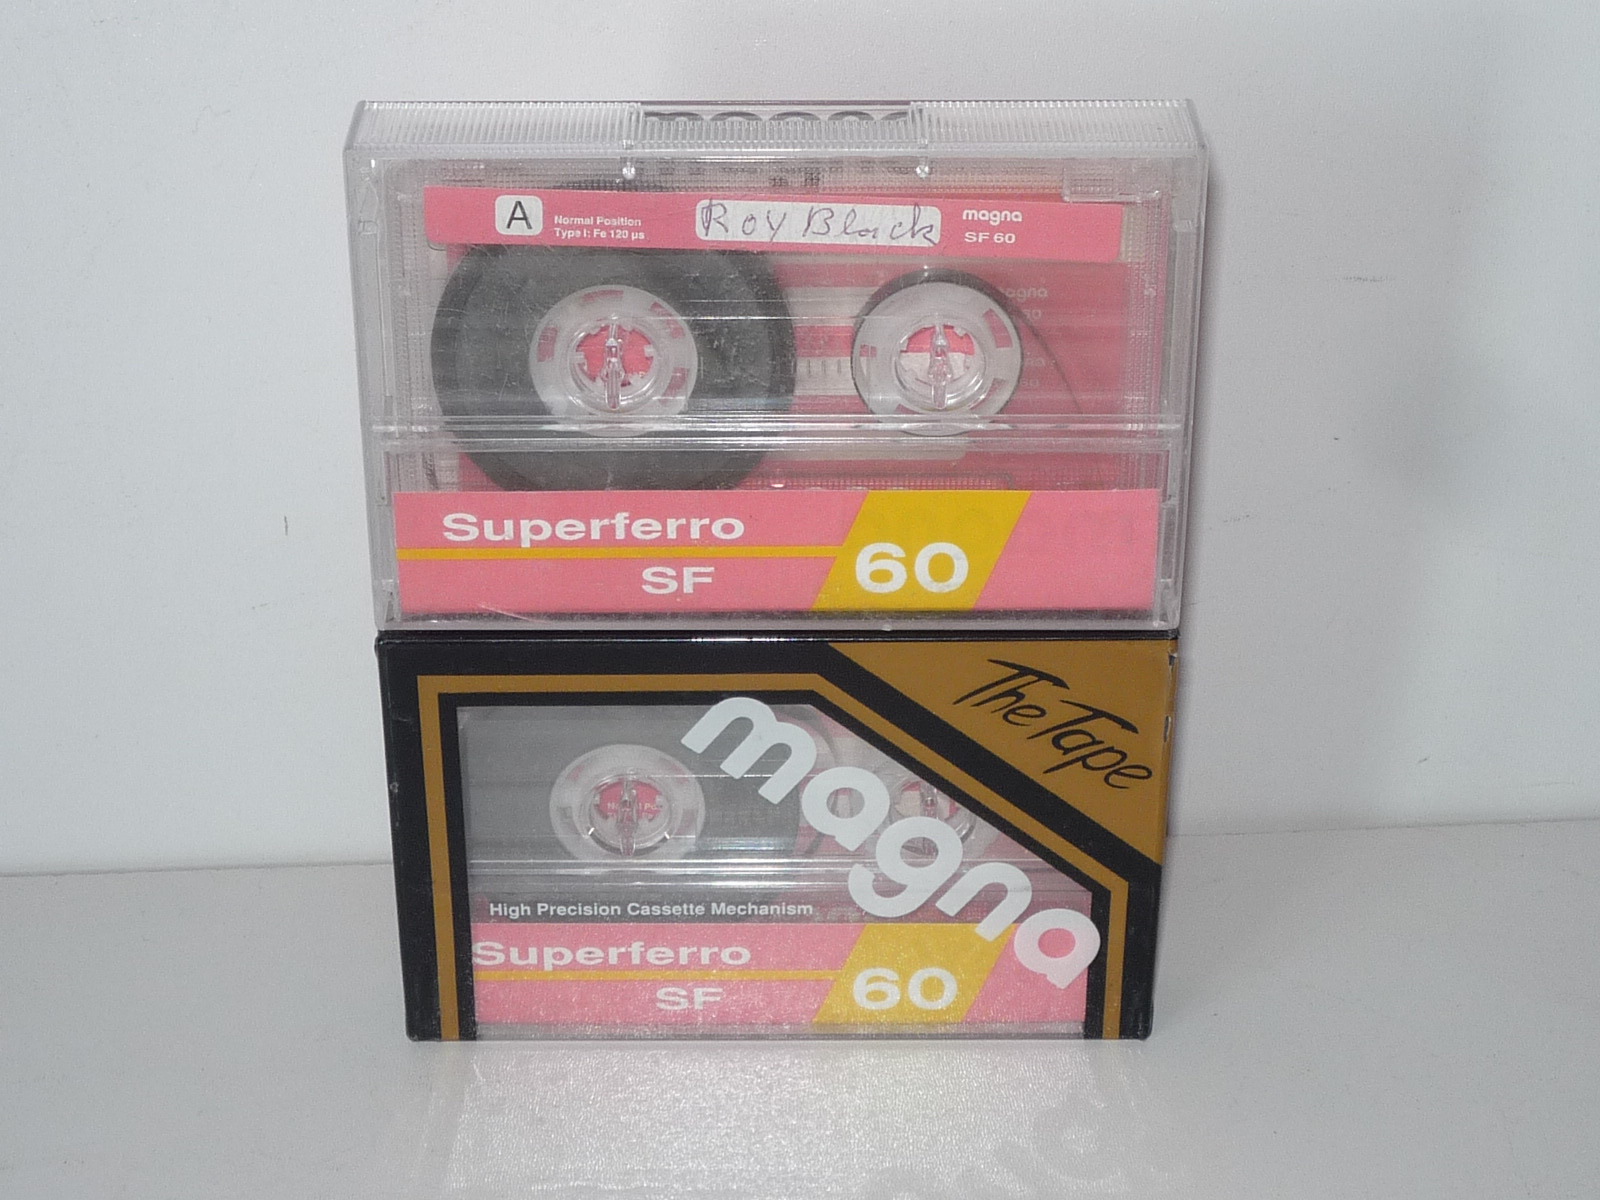 A
Normal Position
Type I: Fe 120 µs
Roy Black
magna
SF 60
Superferro
SF
60
The Tape
magna
High Precision Cassette Mechanism
Superferro
SF
60